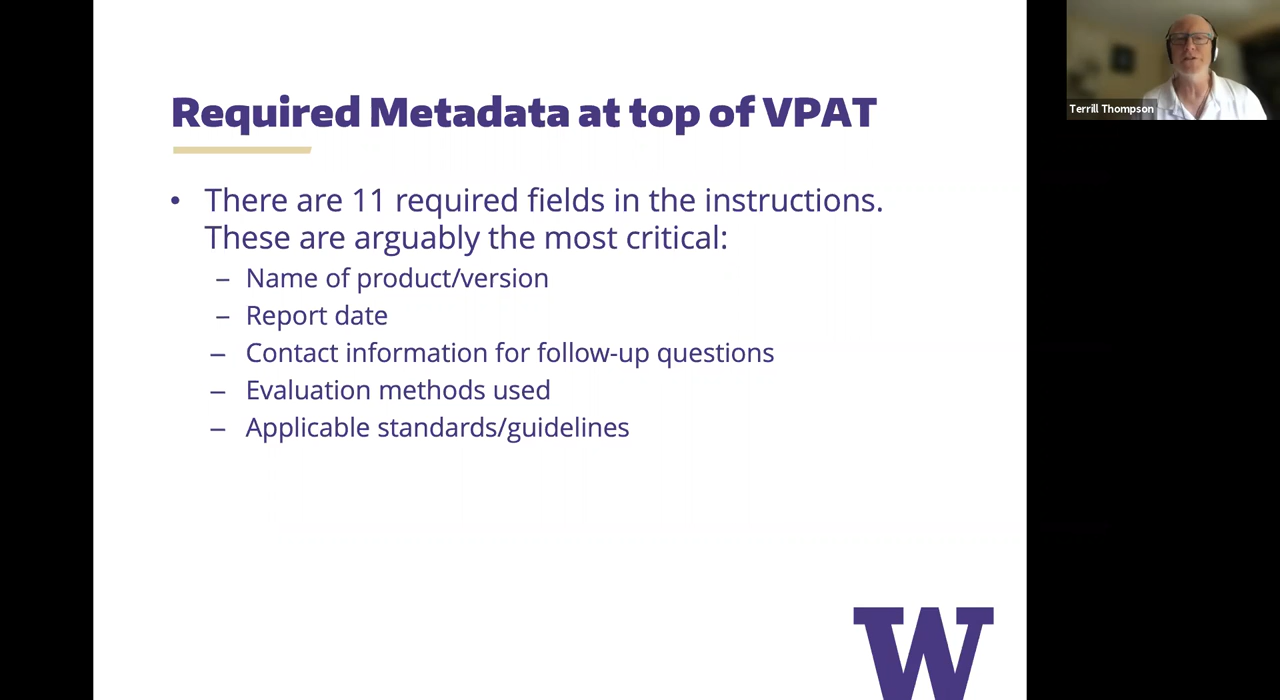 Required Metadata at top of VPAT
• There are 11 required fields in the instructions.
These are arguably the most critical:
– Name of product/version
– Report date
– Contact information for follow-up questions
– Evaluation methods used
– Applicable standards/guidelines
W
Terrill Thompson